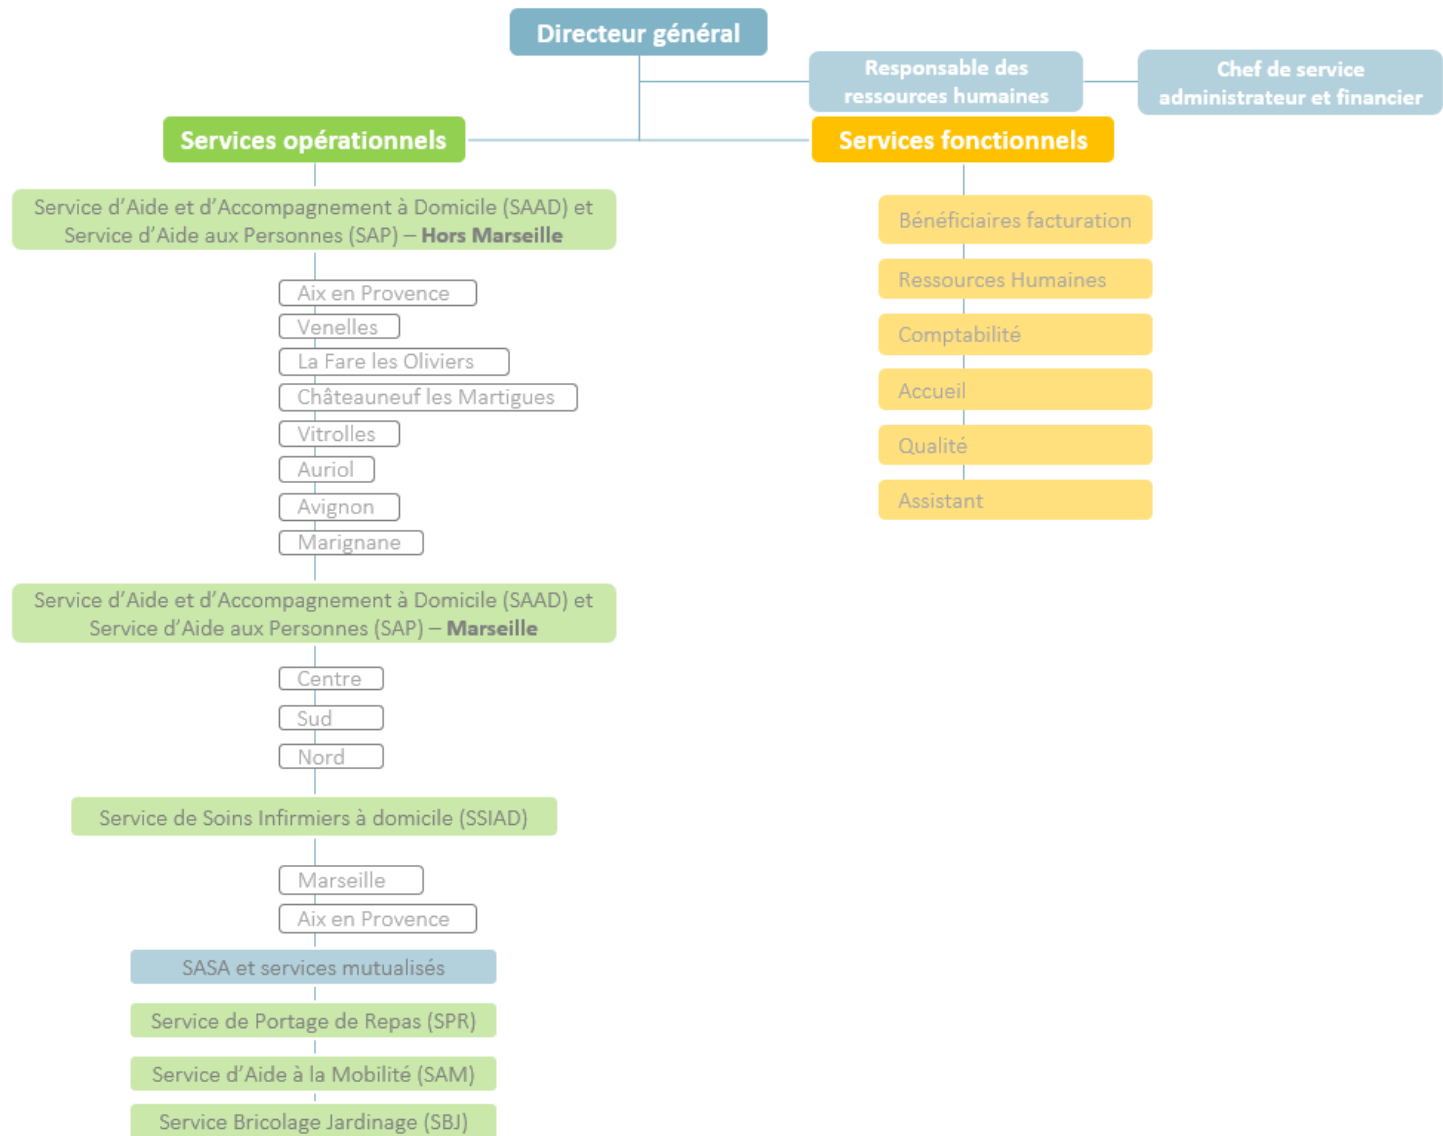 Directeur général
Responsable des
ressources humaines
Chef de service
administrateur et financier
Services opérationnels
Services fonctionnels
Service d’Aide et d’Accompagnement à Domicile (SAAD) et
Service d’Aide aux Personnes (SAP) – Hors Marseille
Aix en Provence
Venelles
La Fare les Oliviers
Châteauneuf les Martigues
Vitrolles
Auriol
Avignon
Marignane
Service d’Aide et d’Accompagnement à Domicile (SAAD) et
Service d’Aide aux Personnes (SAP) – Marseille
Centre
Sud
Nord
Service de Soins Infirmiers à domicile (SSIAD)
Marseille
Aix en Provence
SASA et services mutualisés
Service de Portage de Repas (SPR)
Service d’Aide à la Mobilité (SAM)
Service Bricolage Jardinage (SBJ)
Bénéficiaires facturation
Ressources Humaines
Comptabilité
Accueil
Qualité
Assistant